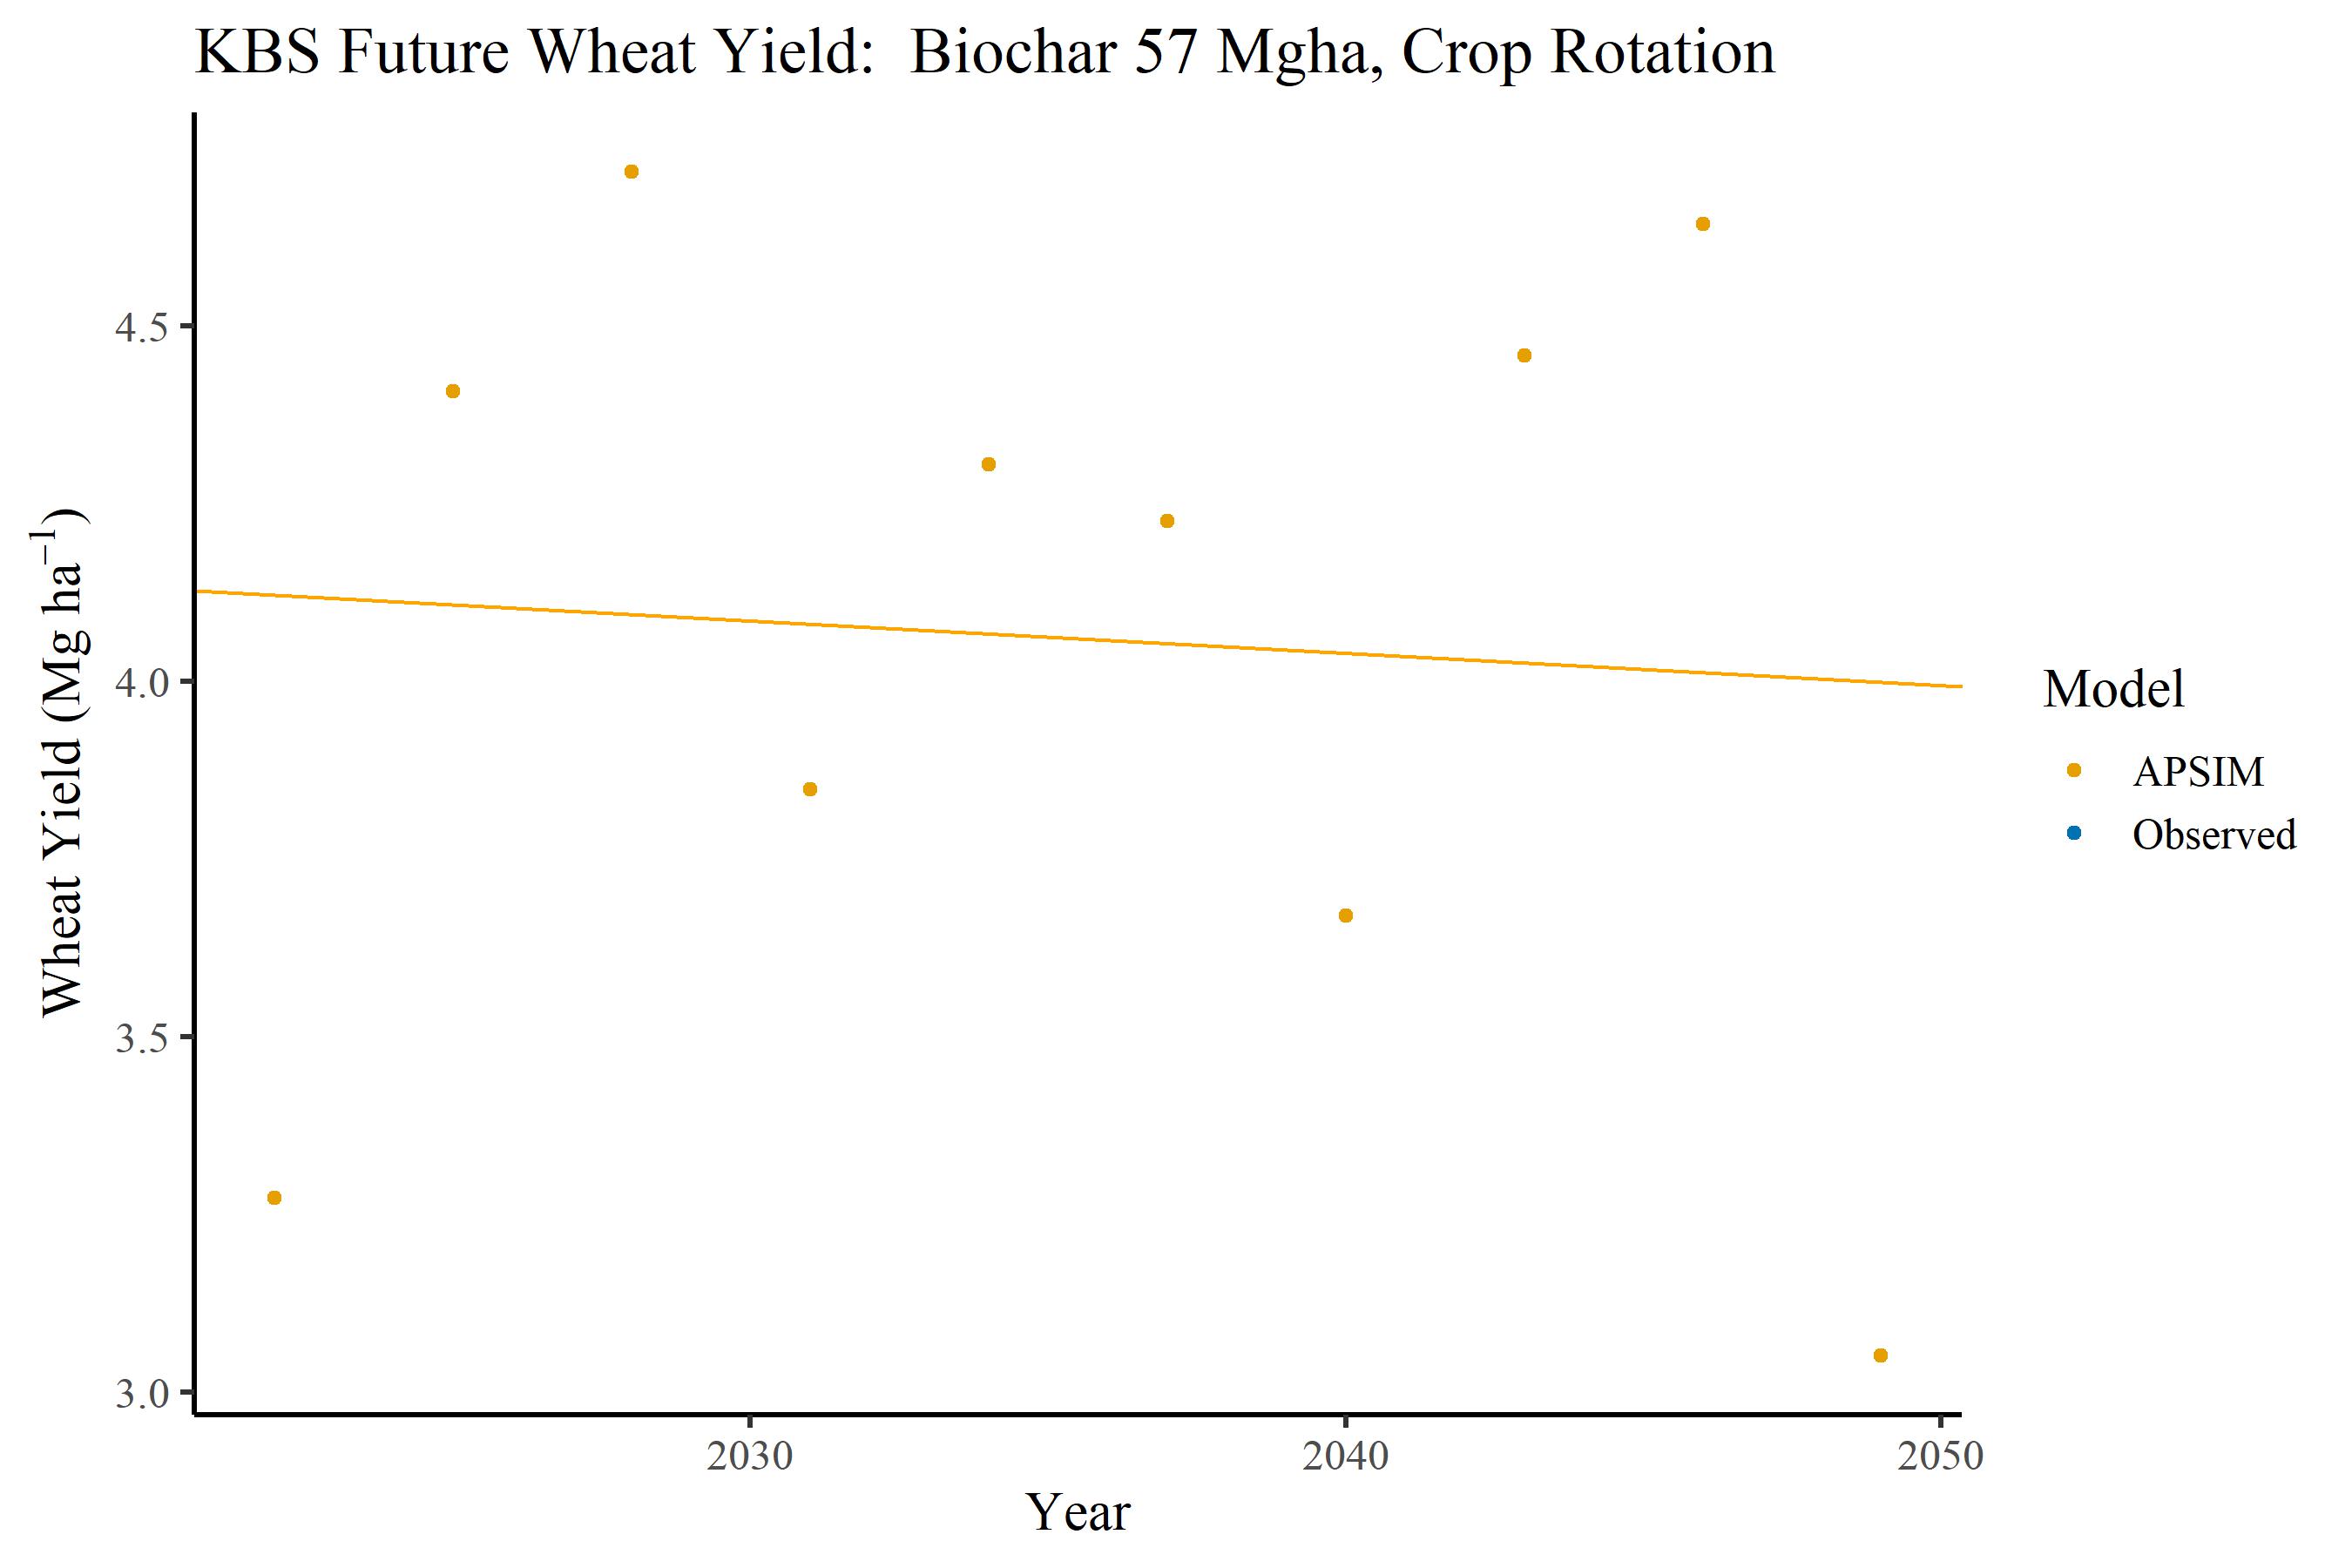 KBS Future Wheat Yield:  Biochar 57 Mgha, Crop Rotation
Wheat Yield (Mg ha⁻¹)
4.5
4.0
3.5
3.0
2030
2040
2050
Year
Model
APSIM
Observed